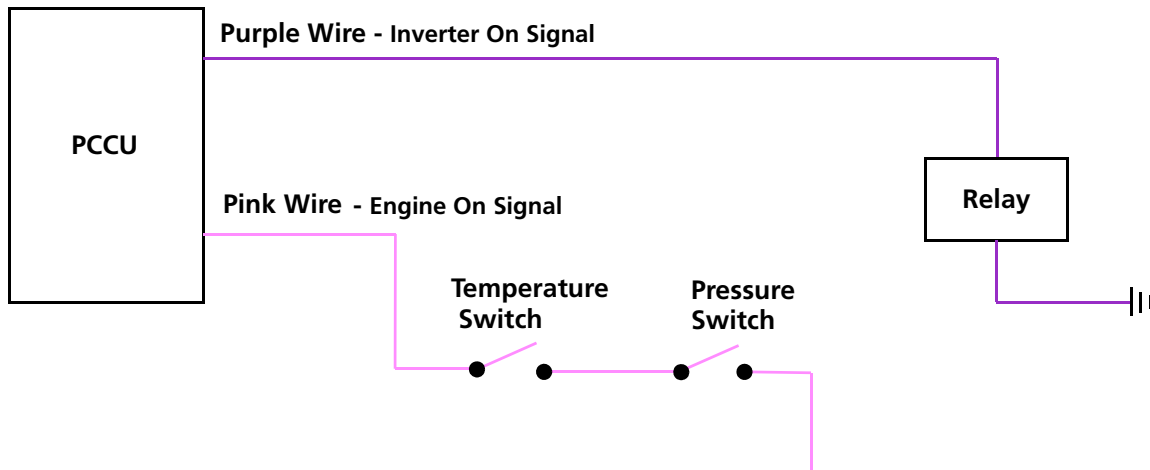 Purple Wire - Inverter On Signal
PCCU
Pink Wire - Engine On Signal
Relay
Temperature
Switch
Pressure
Switch